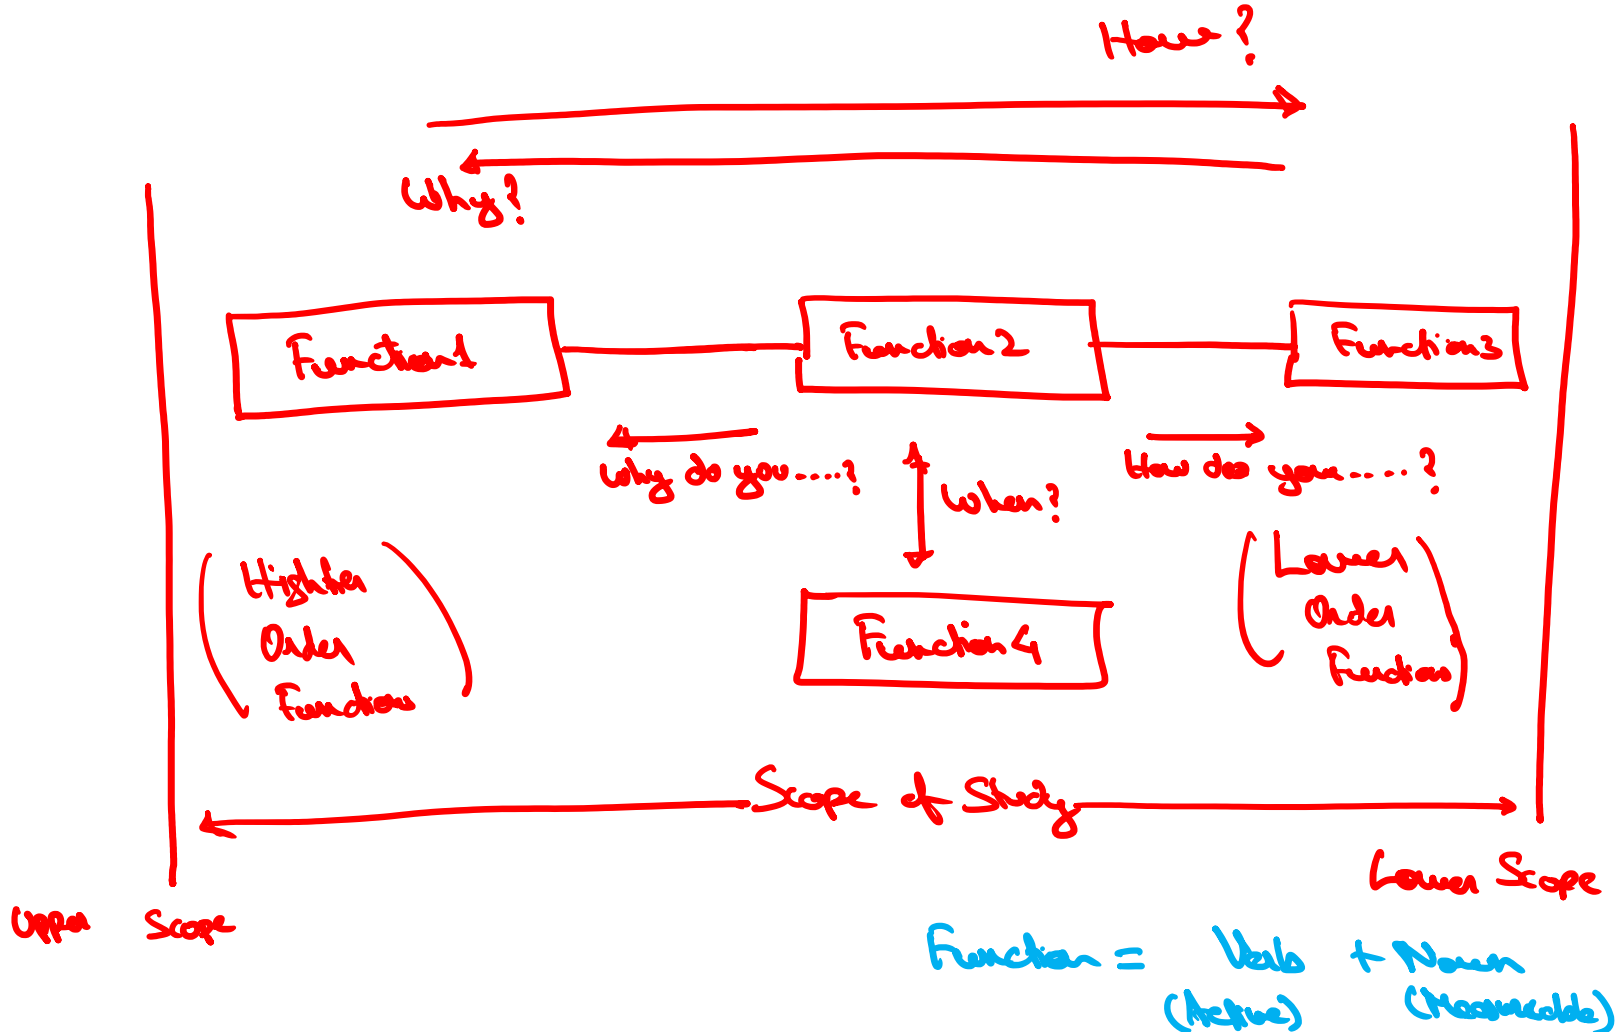 How?
Why?
Function1
Function2
Function3
Why do you.....?
How do you.....?
When?
Higher
Order
Function
Lower
Order
Function
Function4
Scope of Study
Lower Scope
Upper Scope
Function = Verb + Noun
(Active) (Measurable)